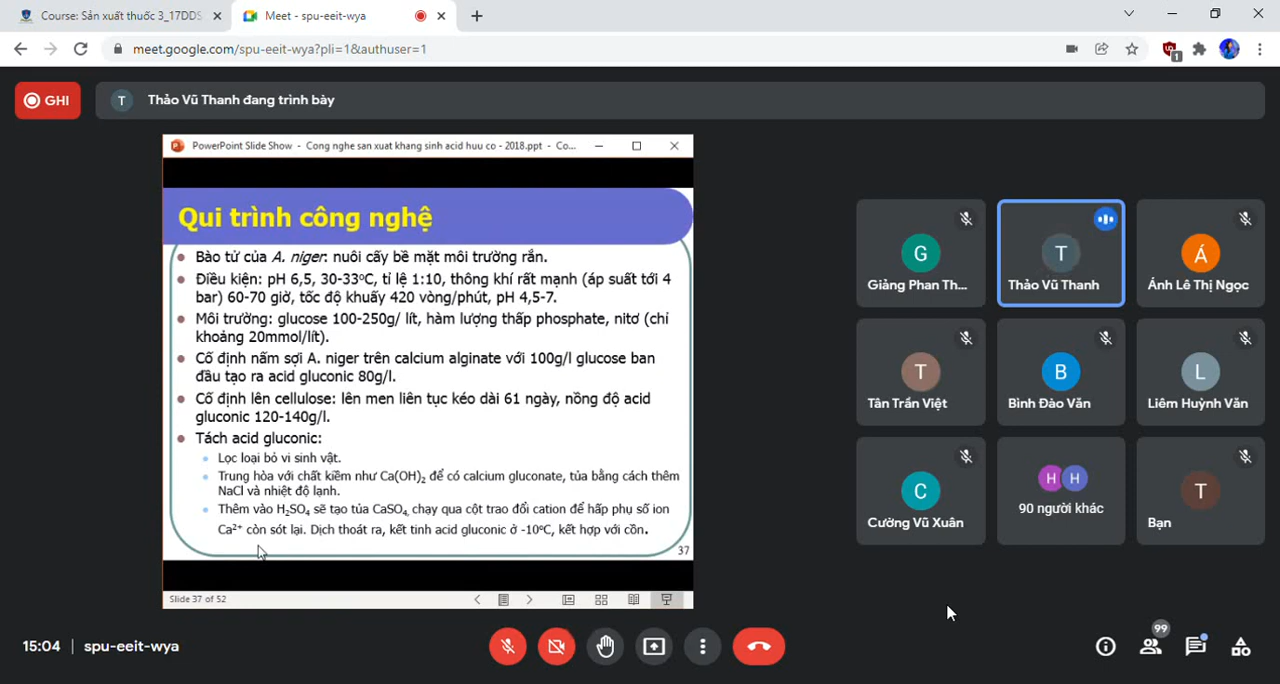 Course: Sản xuất thuốc 3_17DDS
Meet - spu-eeit-wya
meet.google.com/spu-eeit-wya?pli=1&authuser=1
1
GHI
T
Thảo Vũ Thanh đang trình bày
PowerPoint Slide Show - Cong nghe san xuat khang sinh acid huu co - 2018.ppt - Co...
Qui trình công nghệ
Bào tử của A. niger: nuôi cấy bề mặt môi trường rắn.
Điều kiện: pH 6,5, 30-33°C, tỉ lệ 1:10, thông khí rất mạnh (áp suất tới 4
bar) 60-70 giờ, tốc độ khuấy 420 vòng/phút, pH 4,5-7.
Môi trường: glucose 100-250g/ lít, hàm lượng thấp phosphate, nitơ (chỉ
khoảng 20mmol/lít).
Cố định nấm sợi A. niger trên calcium alginate với 100g/l glucose ban
đầu tạo ra acid gluconic 80g/l.
Cố định lên cellulose: lên men liên tục kéo dài 61 ngày, nồng độ acid
gluconic 120-140g/l.
Tách acid gluconic:
Lọc loại bỏ vi sinh vật.
Trung hòa với chất kiềm như Ca(OH)₂ để có calcium gluconate, tủa bằng cách thêm
NaCl và nhiệt độ lạnh.
Thêm vào H₂SO₄ sẽ tạo tủa CaSO₄, chạy qua cột trao đổi cation để hấp phụ số ion
Ca²⁺ còn sót lại. Dịch thoát ra, kết tinh acid gluconic ở -10°C, kết hợp với cồn.
37
Slide 37 of 52
G
Giảng Phan Th...
T
Thảo Vũ Thanh
Á
Ánh Lê Thị Ngọc
T
Tân Trần Việt
B
Bình Đào Văn
L
Liêm Huỳnh Văn
C
Cường Vũ Xuân
H H
90 người khác
T
Bạn
15:04 | spu-eeit-wya
99